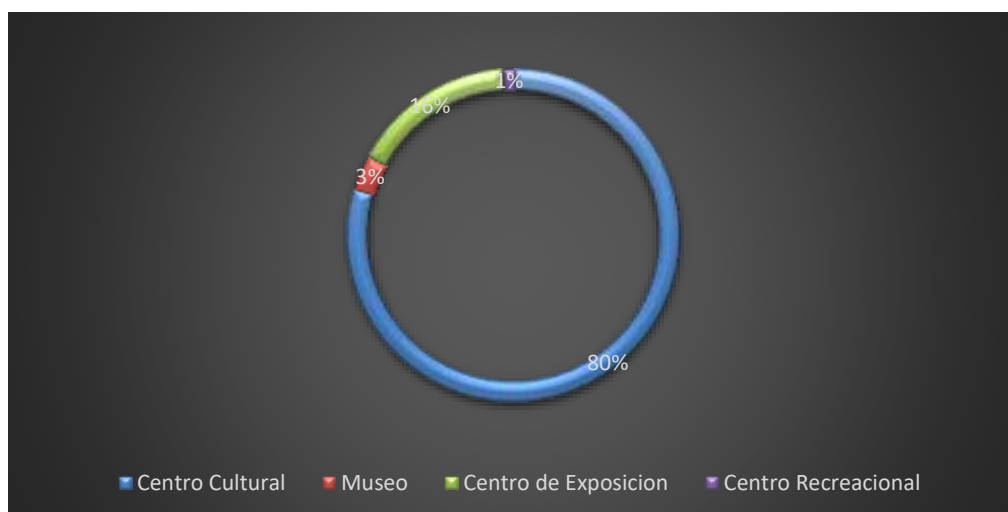 1%
16%
3%
80%
Centro Cultural Museo Centro de Exposicion Centro Recreacional